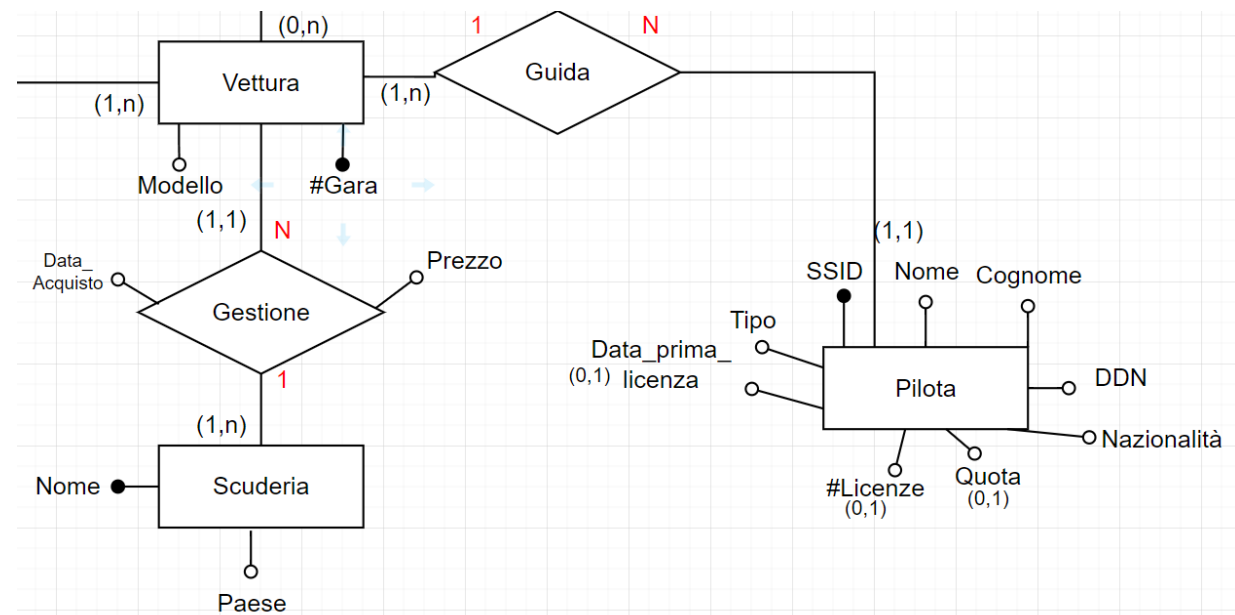 (0,n)
1
N
Vettura
Guida
(1,n)
(1,n)
Modello
#Gara
(1,1)
N
(1,1)
Data_
Acquisto
Prezzo
Gestione
SSID
Nome
Cognome
Tipo
Data_prima_
(0,1) licenza
1
Pilota
DDN
(1,n)
Nazionalità
Nome
Scuderia
#Licenze
(0,1)
Quota
(0,1)
Paese